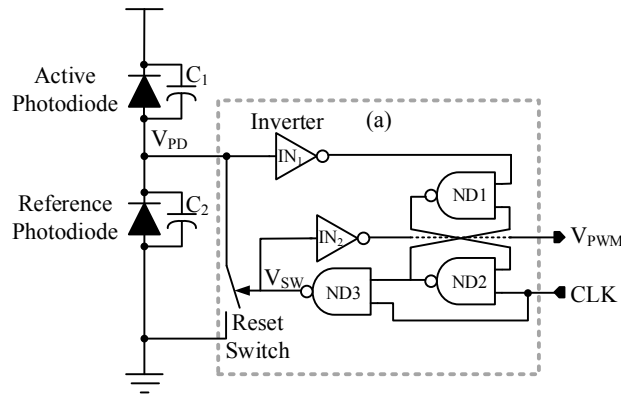 Active
Photodiode
C1
VPD
Reference
Photodiode
C2
(a)
Inverter
IN1
ND1
IN2
VPWM
VSW
ND3
ND2
CLK
Reset
Switch